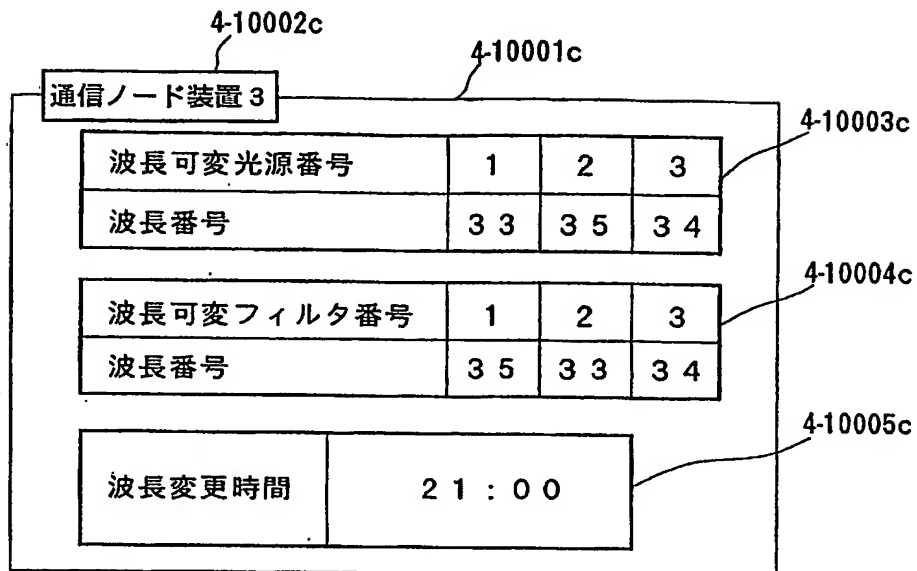 4-10002c
4-10001c
通信ノード装置3
4-10003c
波長可変光源番号 1 2 3
波長番号 33 35 34
4-10004c
波長可変フィルタ番号 1 2 3
波長番号 35 33 34
4-10005c
波長変更時間 21:00